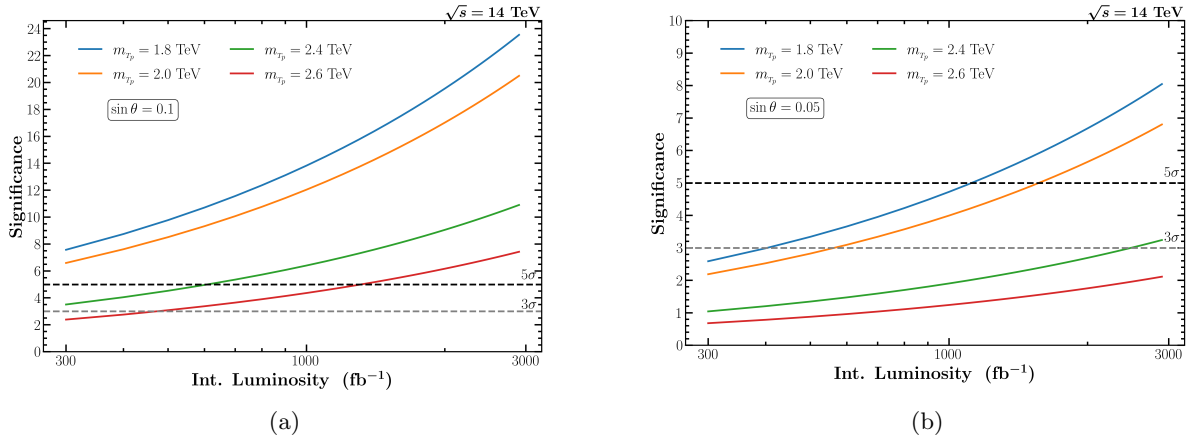 √s = 14 TeV
24
22
20
18
16
14
12
10
8
6
4
2
0
Significance
m_{T_p} = 1.8 TeV
m_{T_p} = 2.0 TeV
m_{T_p} = 2.4 TeV
m_{T_p} = 2.6 TeV
sin θ = 0.1
5σ
3σ
300
1000
3000
Int. Luminosity (fb⁻¹)
(a)
√s = 14 TeV
10
9
8
7
6
5
4
3
2
1
0
Significance
m_{T_p} = 1.8 TeV
m_{T_p} = 2.0 TeV
m_{T_p} = 2.4 TeV
m_{T_p} = 2.6 TeV
sin θ = 0.05
5σ
3σ
300
1000
3000
Int. Luminosity (fb⁻¹)
(b)